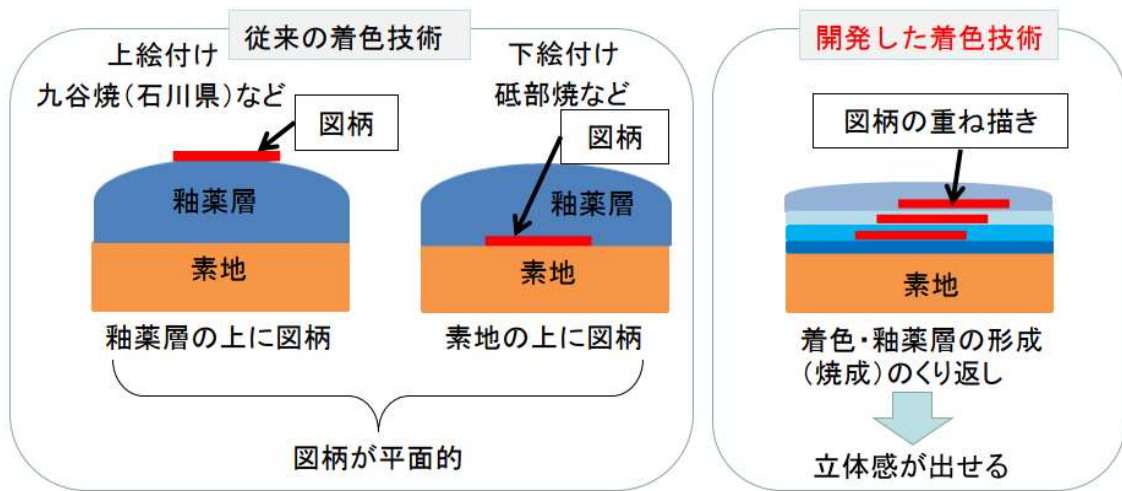 従来の着色技術
上絵付け
九谷焼(石川県)など
図柄
釉薬層
素地
釉薬層の上に図柄
下絵付け
砥部焼など
図柄
釉薬層
素地
素地の上に図柄
図柄が平面的
開発した着色技術
図柄の重ね描き
素地
着色・釉薬層の形成
(焼成)のくり返し
立体感が出せる